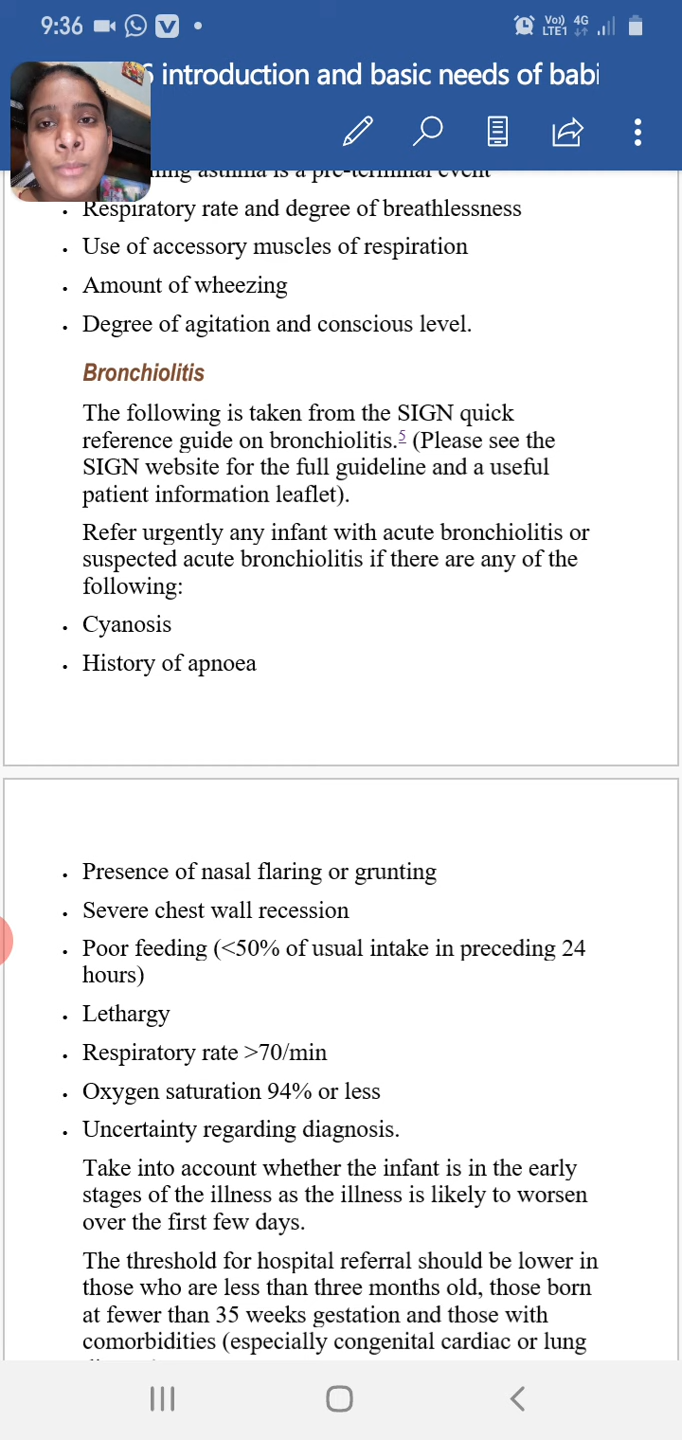 9:36 V Vo) 4G
LTE1
introduction and basic needs of babi
asthma is a pre-terminal event
• Respiratory rate and degree of breathlessness
• Use of accessory muscles of respiration
• Amount of wheezing
• Degree of agitation and conscious level.
Bronchiolitis
The following is taken from the SIGN quick
reference guide on bronchiolitis.5 (Please see the
SIGN website for the full guideline and a useful
patient information leaflet).
Refer urgently any infant with acute bronchiolitis or
suspected acute bronchiolitis if there are any of the
following:
• Cyanosis
• History of apnoea
• Presence of nasal flaring or grunting
• Severe chest wall recession
• Poor feeding (<50% of usual intake in preceding 24
hours)
• Lethargy
• Respiratory rate >70/min
• Oxygen saturation 94% or less
• Uncertainty regarding diagnosis.
Take into account whether the infant is in the early
stages of the illness as the illness is likely to worsen
over the first few days.
The threshold for hospital referral should be lower in
those who are less than three months old, those born
at fewer than 35 weeks gestation and those with
comorbidities (especially congenital cardiac or lung